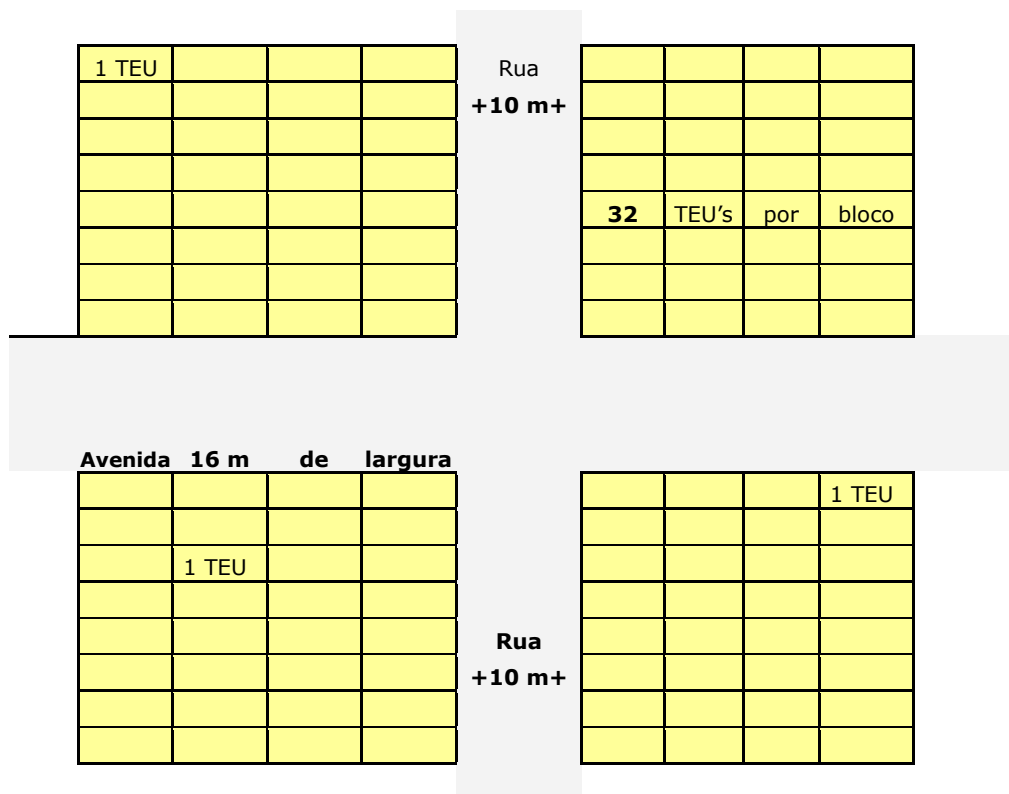 1 TEU Rua
+10 m+
32 TEU's por bloco
Avenida 16 m de largura
1 TEU
1 TEU
Rua
+10 m+